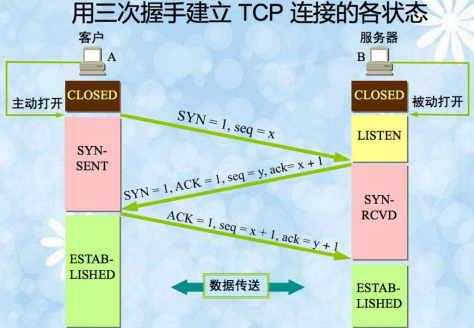 用三次握手建立 TCP 连接的各状态
客户
服务器
A
B
主动打开
CLOSED
CLOSED
被动打开
SYN = 1, seq = x
LISTEN
SYN-
SENT
SYN = 1, ACK = 1, seq = y, ack= x + 1
SYN-
RCVD
ACK = 1, seq = x + 1, ack = y + 1
ESTAB-
LISHED
数据传送
ESTAB-
LISHED